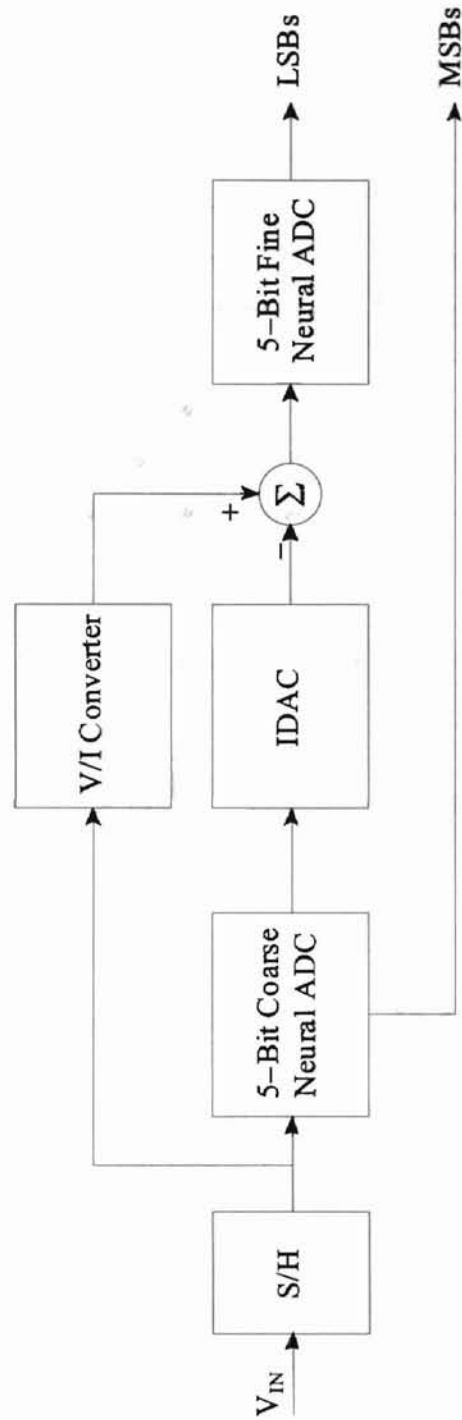 V_IN
S/H
5-Bit Coarse
Neural ADC
V/I Converter
IDAC
+
-
Σ
5-Bit Fine
Neural ADC
LSBs
MSBs